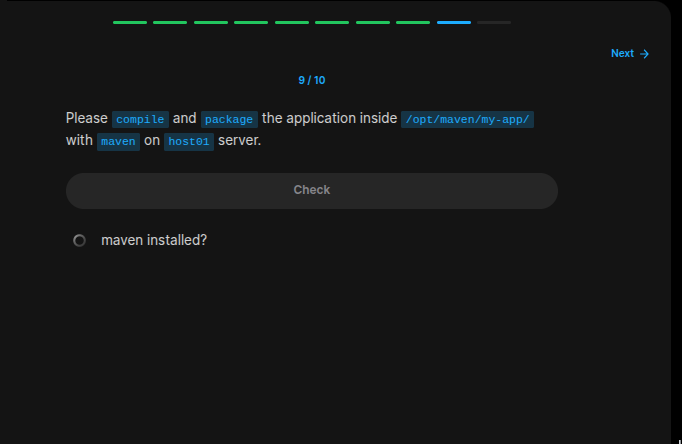 Next →
9 / 10
Please compile and package the application inside /opt/maven/my-app/
with maven on host01 server.
Check
maven installed?